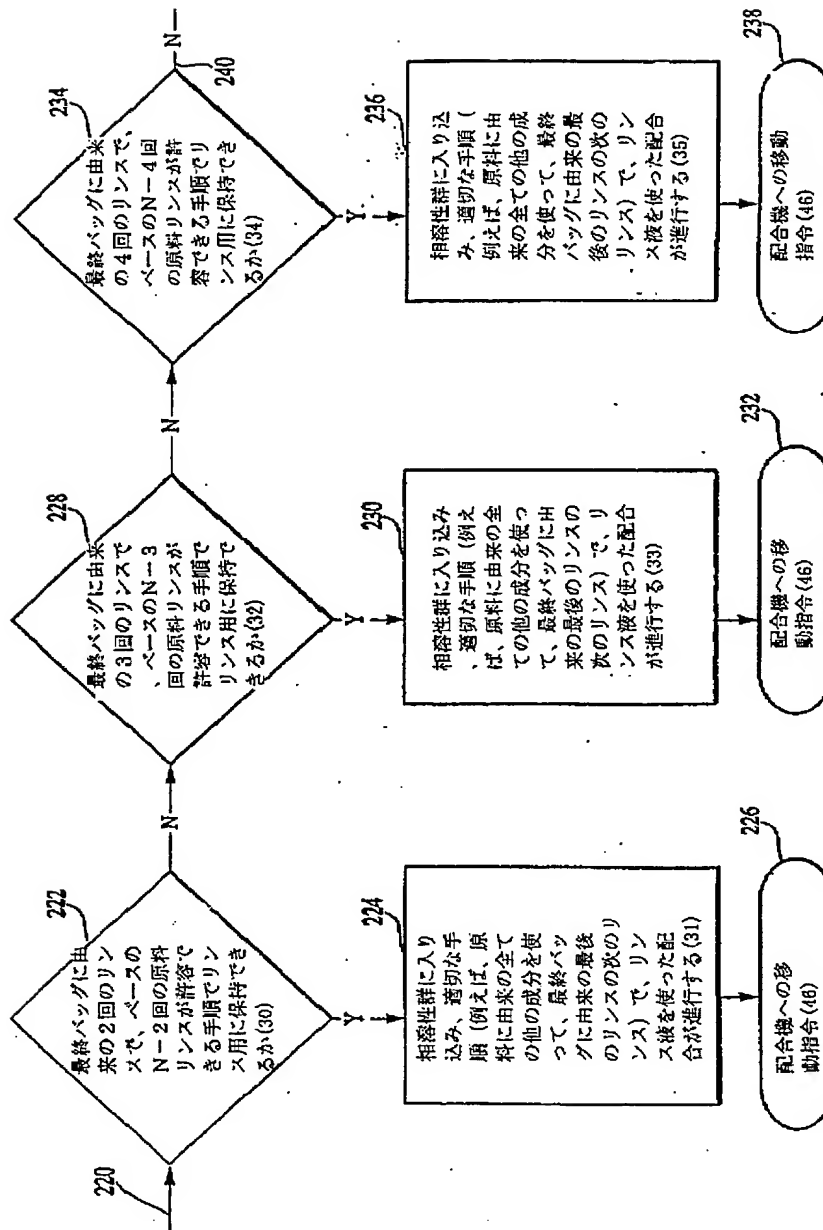 220
222
最終バッグに由
来の2回のリン
スで、ベースの
N-2回の原料
リンスが許容で
きる手順でリン
ス用に保持でき
るか(30)
N
Y
224
相容性群に入り
込み、適切な手
順(例えば、原
料に由来の全て
の他の成分を使
って、最終バッ
グに由来の最後
のリンスの次のリ
ンス)で、リン
ス液を使った配
合が進行する(31)
226
配合機への移
動指令(46)
228
最終バッグに由来
の3回のリンスで
、ベースのN-3
回の原料リンスが
許容できる手順で
リンス用に保持で
きるか(32)
N
Y
230
相容性群に入り込み
、適切な手順(例え
ば、原料に由来の全
ての他の成分を使っ
て、最終バッグに由
来の最後のリンスの
次のリンス)で、リ
ンス液を使った配合
が進行する(33)
232
配合機への移
動指令(46)
234
最終バッグに由来
の4回のリンスで、
ベースのN-4回
の原料リンスが許
容できる手順でリ
ンス用に保持でき
るか(34)
N
240
Y
236
相容性群に入り込
み、適切な手順(
例えば、原料に由
来の全ての他の成
分を使って、最終
バッグに由来の最
後のリンスの次の
リンス)で、リン
ス液を使った配合
が進行する(35)
238
配合機への移動
指令(46)